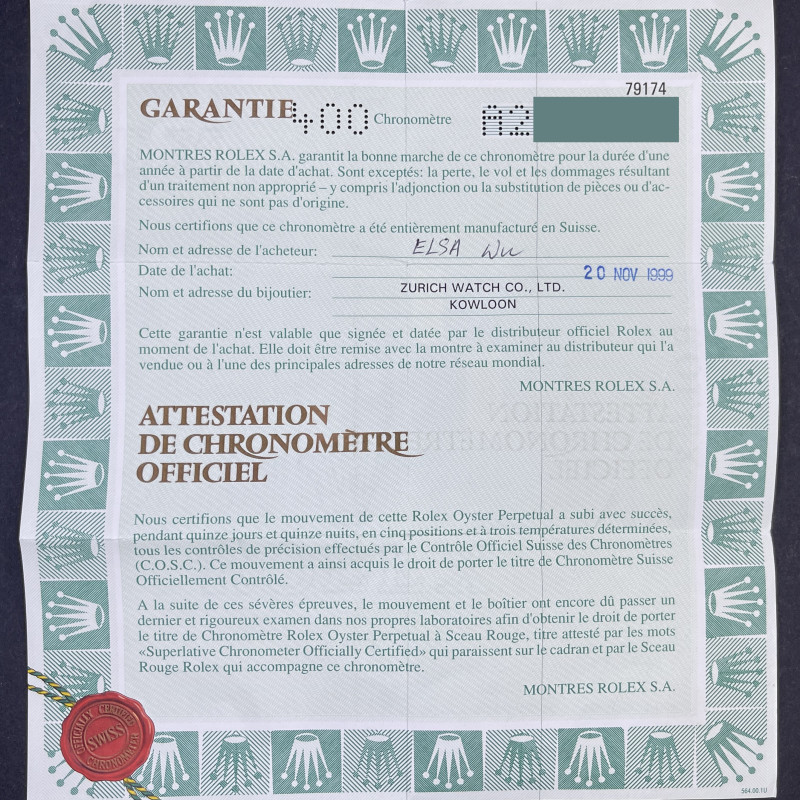 79174
GARANTIE 400 Chronomètre A2
MONTRES ROLEX S.A. garantit la bonne marche de ce chronomètre pour la durée d'une
année à partir de la date d'achat. Sont exceptés: la perte, le vol et les dommages résultant
d'un traitement non approprié – y compris l'adjonction ou la substitution de pièces ou d'ac-
cessoires qui ne sont pas d'origine.
Nous certifions que ce chronomètre a été entièrement manufacturé en Suisse.
Nom et adresse de l'acheteur: ELSA Wu
Date de l'achat: 20 NOV 1999
Nom et adresse du bijoutier: ZURICH WATCH CO., LTD.
KOWLOON
Cette garantie n'est valable que signée et datée par le distributeur officiel Rolex au
moment de l'achat. Elle doit être remise avec la montre à examiner au distributeur qui l'a
vendue ou à l'une des principales adresses de notre réseau mondial.
MONTRES ROLEX S.A.
ATTESTATION
DE CHRONOMÈTRE
OFFICIEL
Nous certifions que le mouvement de cette Rolex Oyster Perpetual a subi avec succès,
pendant quinze jours et quinze nuits, en cinq positions et à trois températures déterminées,
tous les contrôles de précision effectués par le Contrôle Officiel Suisse des Chronomètres
(C.O.S.C.). Ce mouvement a ainsi acquis le droit de porter le titre de Chronomètre Suisse
Officiellement Contrôlé.
A la suite de ces sévères épreuves, le mouvement et le boîtier ont encore dû passer un
dernier et rigoureux examen dans nos propres laboratoires afin d'obtenir le droit de porter
le titre de Chronomètre Rolex Oyster Perpetual à Sceau Rouge, titre attesté par les mots
«Superlative Chronometer Officially Certified» qui paraissent sur le cadran et par le Sceau
Rouge Rolex qui accompagne ce chronomètre.
MONTRES ROLEX S.A.
OFFICIALLY CERTIFIED
SWISS
CHRONOMETER
564.00.1U